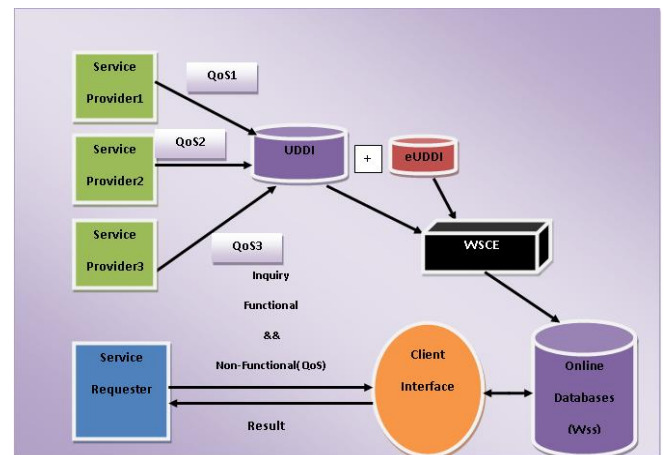 Service
Provider1
QoS1
Service
Provider2
QoS2
UDDI
+
eUDDI
Service
Provider3
QoS3
WSCE
Inquiry
Functional
&&
Non-Functional(QoS)
Service
Requester
Result
Client
Interface
Online
Databases
(Wss)